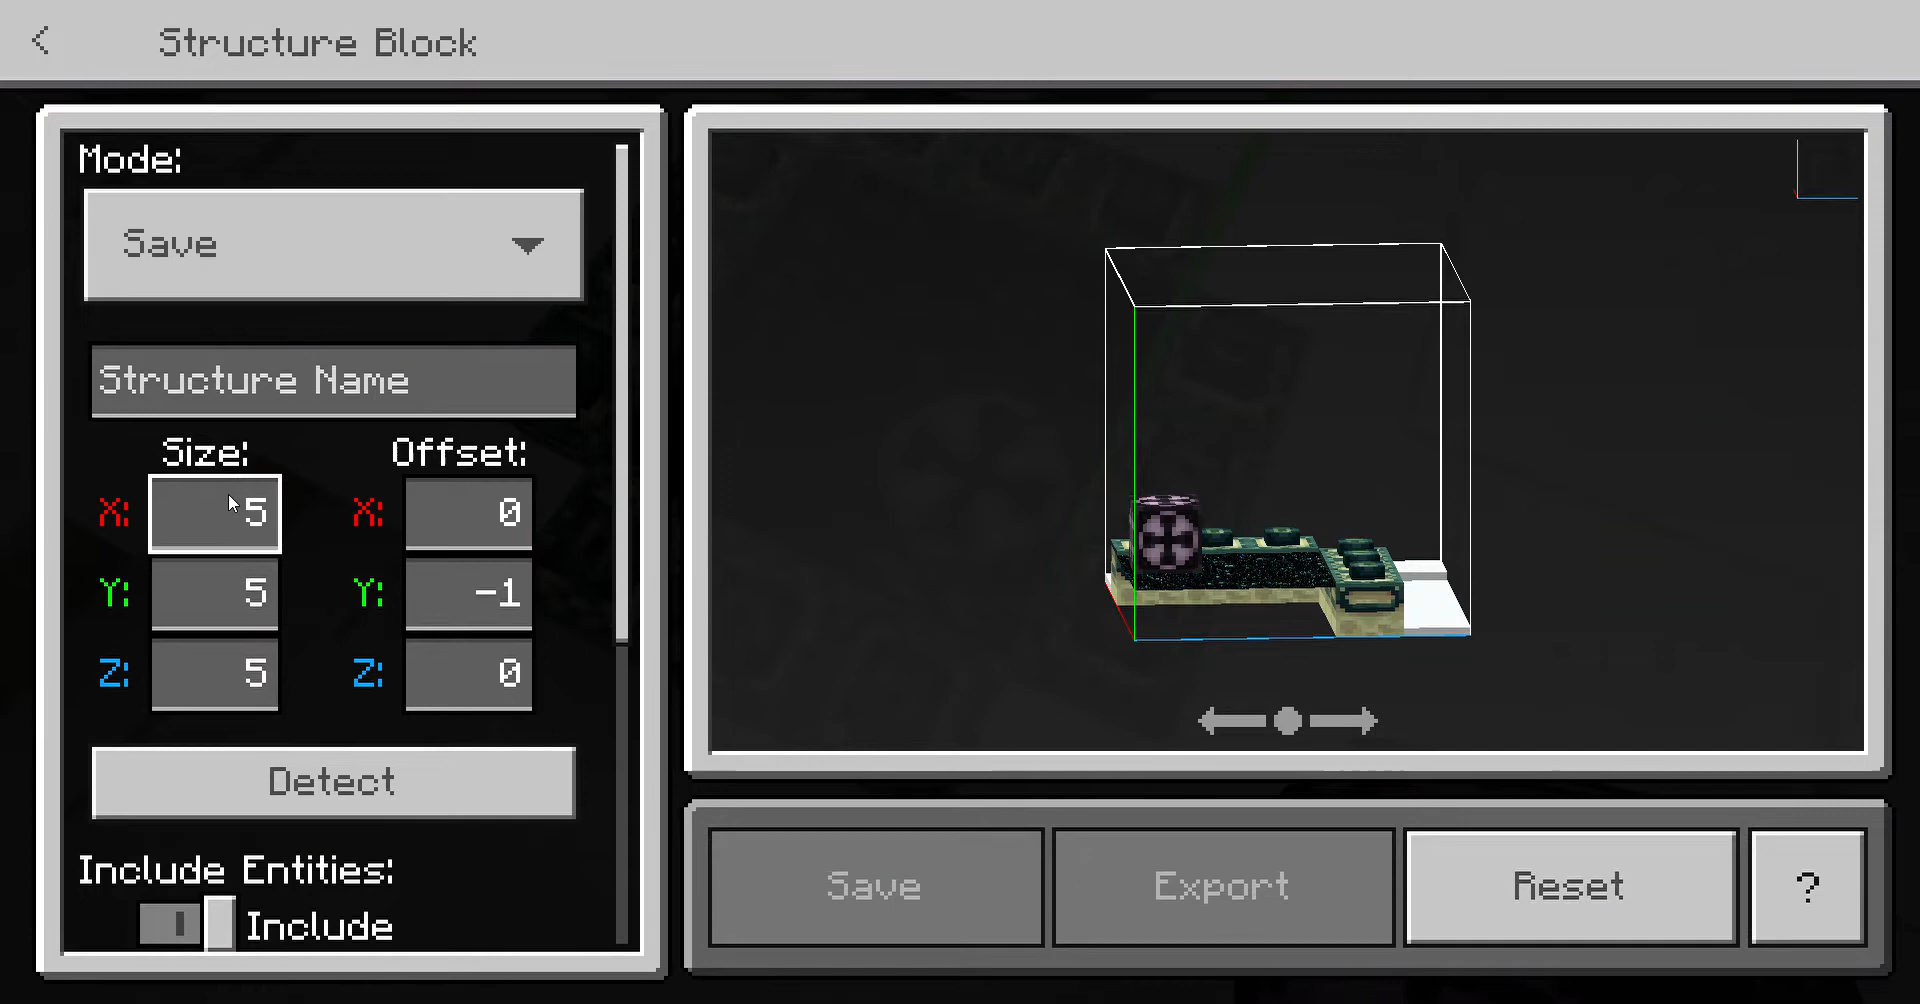 Structure Block
Mode:
Save
Structure Name
Size: Offset:
X: 5 X: 0
Y: 5 Y: -1
Z: 5 Z: 0
Detect
Include Entities:
Include
Save Export Reset ?